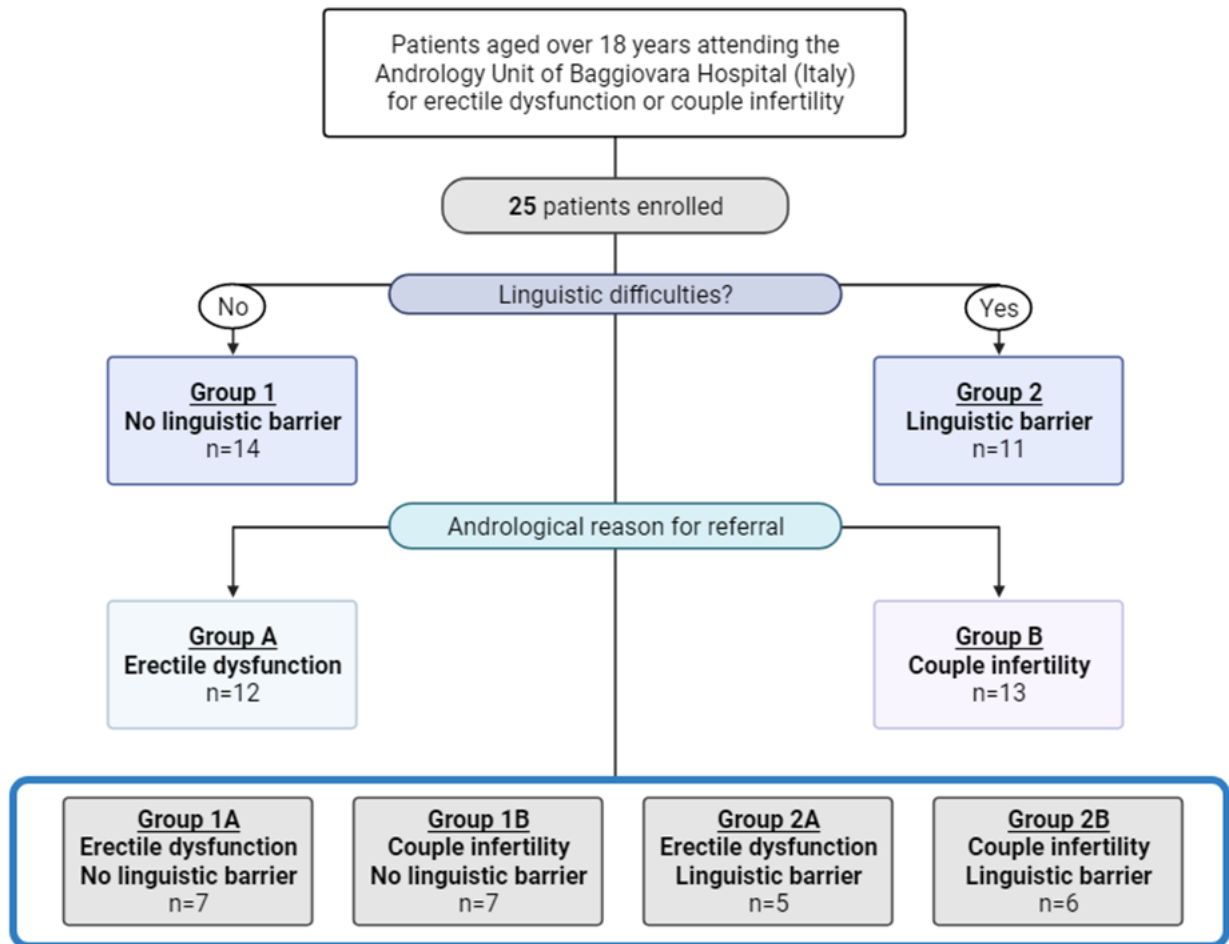 Patients aged over 18 years attending the
Andrology Unit of Baggiovara Hospital (Italy)
for erectile dysfunction or couple infertility
25 patients enrolled
Linguistic difficulties?
No
Yes
Group 1
No linguistic barrier
n=14
Group 2
Linguistic barrier
n=11
Andrological reason for referral
Group A
Erectile dysfunction
n=12
Group B
Couple infertility
n=13
Group 1A
Erectile dysfunction
No linguistic barrier
n=7
Group 1B
Couple infertility
No linguistic barrier
n=7
Group 2A
Erectile dysfunction
Linguistic barrier
n=5
Group 2B
Couple infertility
Linguistic barrier
n=6